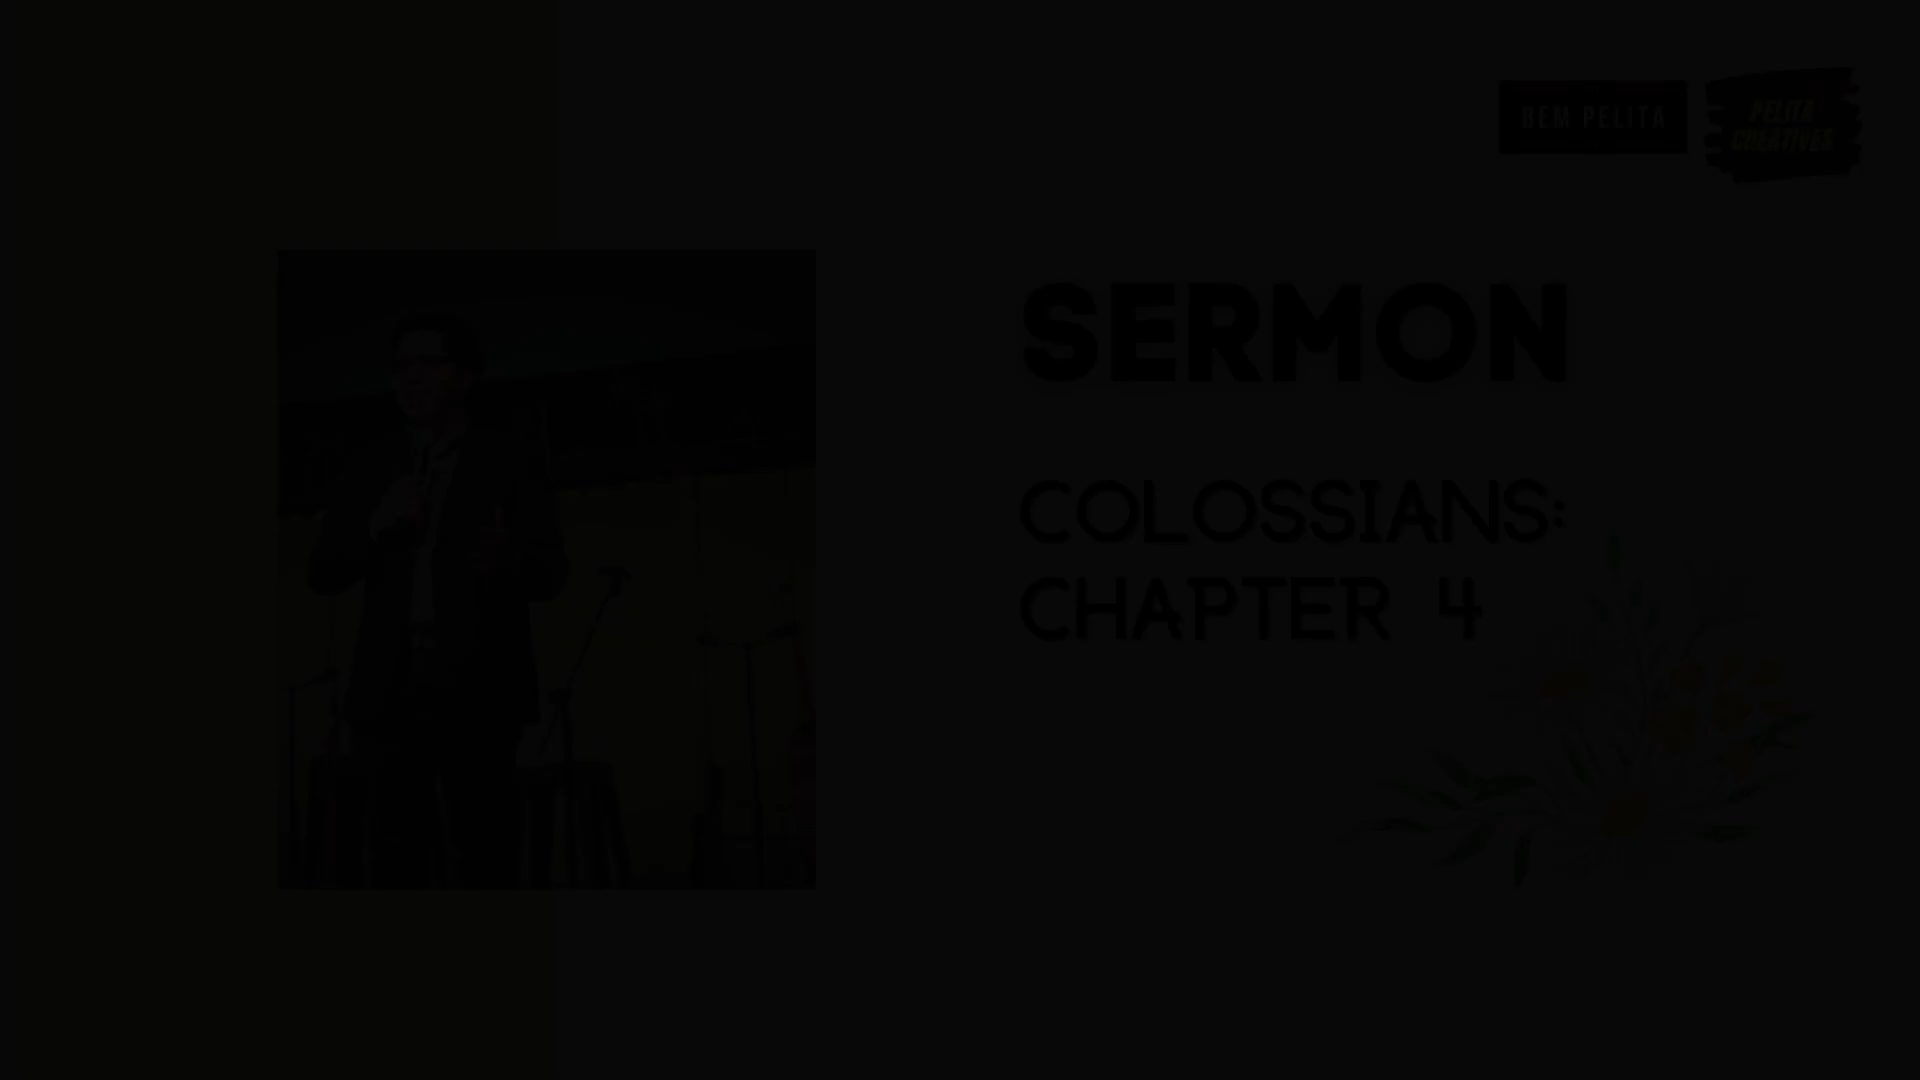 BEM PELITA
PELITA
CREATIVES
SERMON
COLOSSIANS:
CHAPTER 4